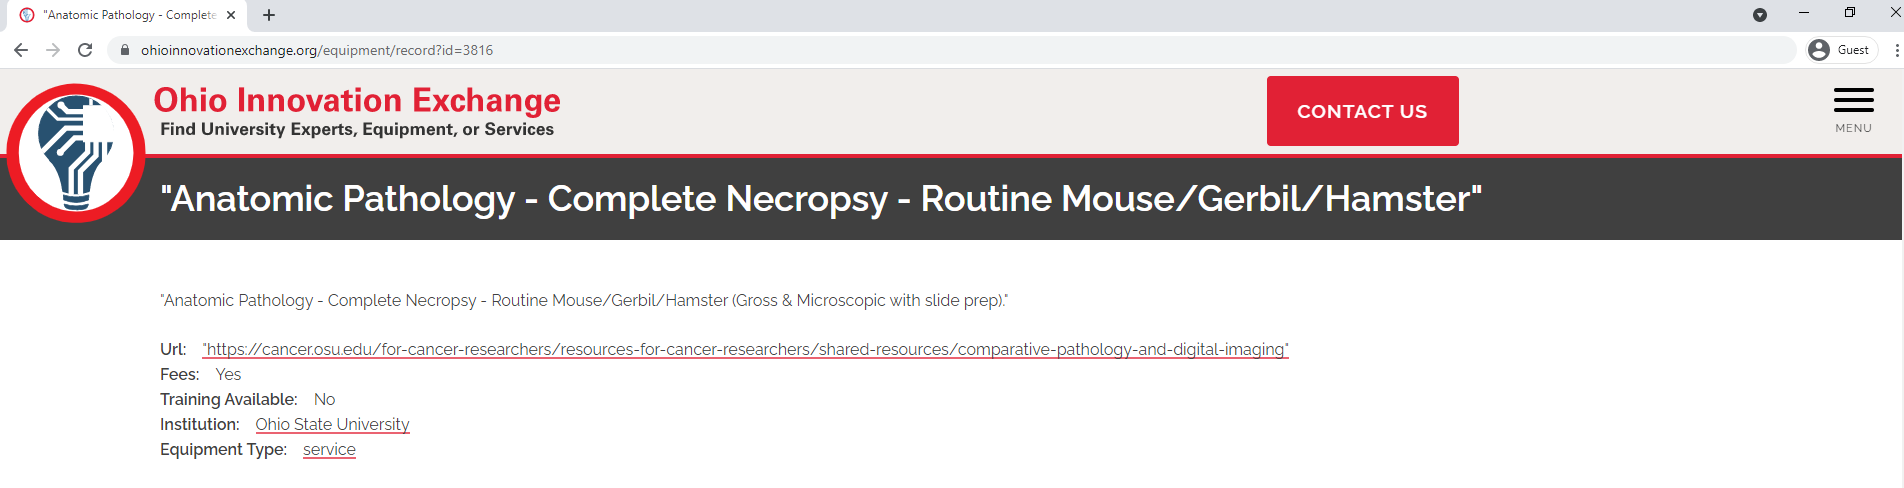 "Anatomic Pathology - Complete
ohioinnovationexchange.org/equipment/record?id=3816
Guest
Ohio Innovation Exchange
Find University Experts, Equipment, or Services
CONTACT US
MENU
"Anatomic Pathology - Complete Necropsy - Routine Mouse/Gerbil/Hamster"
"Anatomic Pathology - Complete Necropsy - Routine Mouse/Gerbil/Hamster (Gross & Microscopic with slide prep)."
Url: "https://cancer.osu.edu/for-cancer-researchers/resources-for-cancer-researchers/shared-resources/comparative-pathology-and-digital-imaging"
Fees: Yes
Training Available: No
Institution: Ohio State University
Equipment Type: service